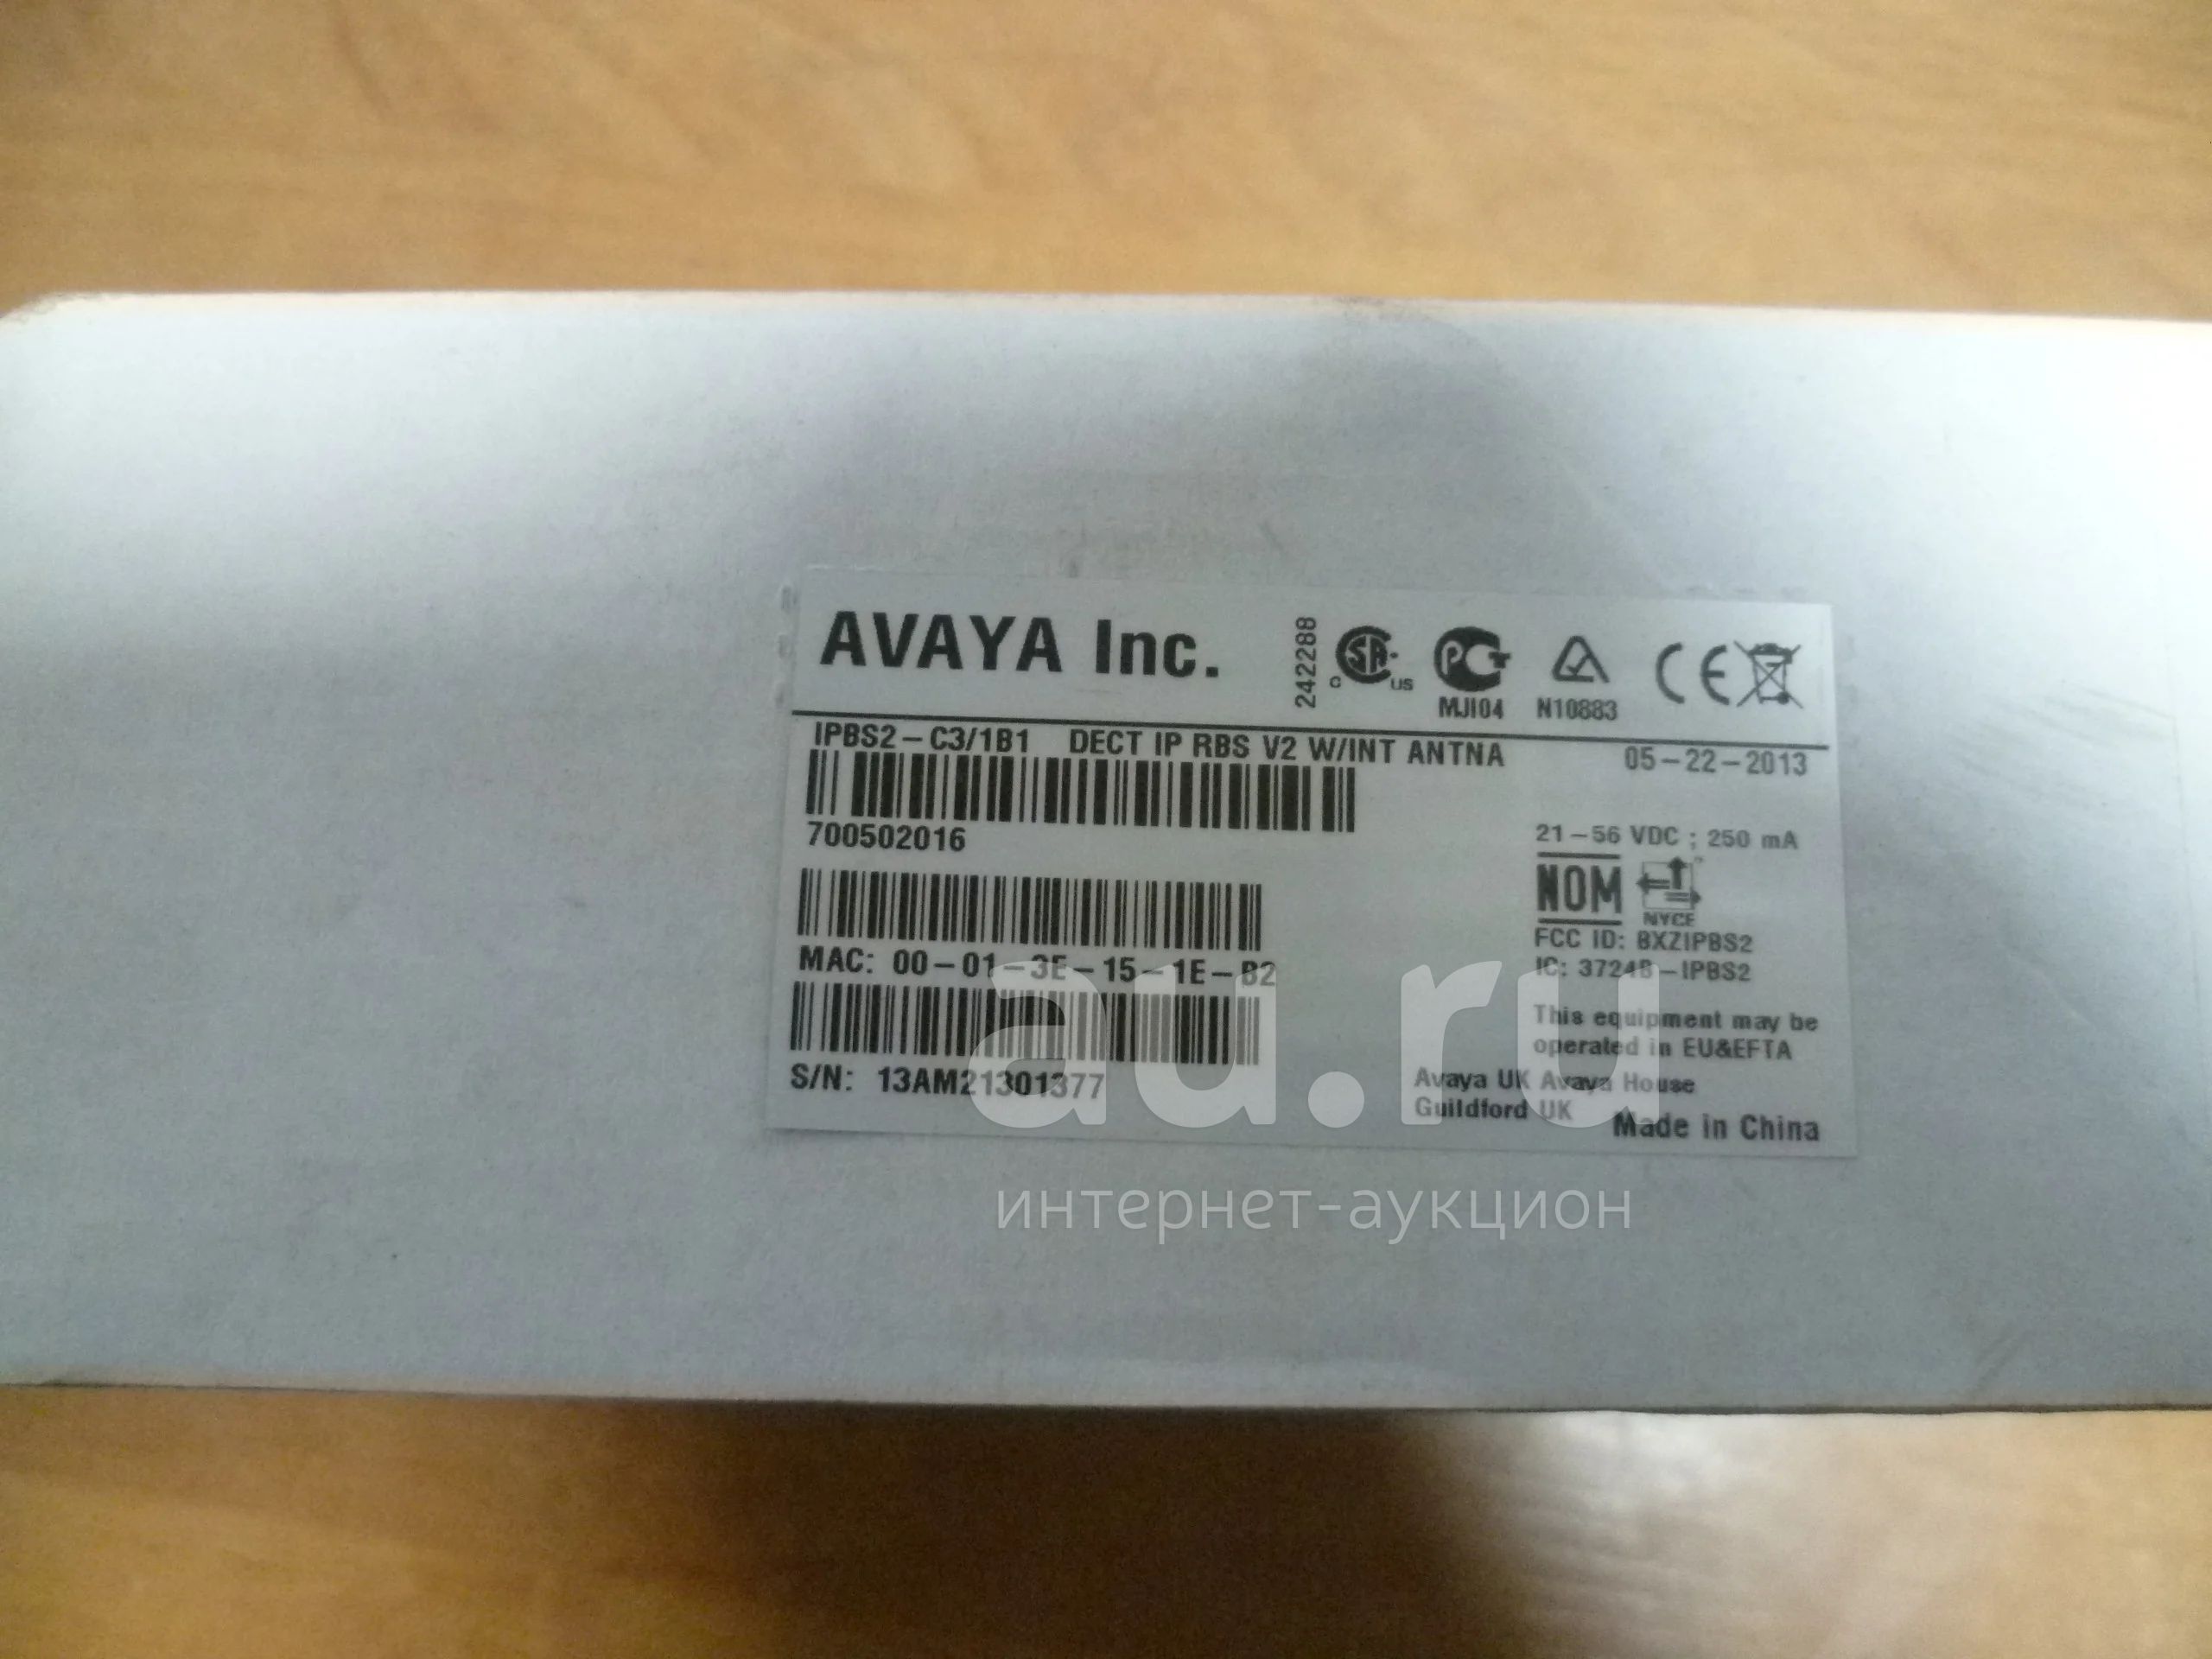 AVAYA Inc.
242288
C US
MJI04
N10883
IPBS2-C3/1B1 DECT IP RBS V2 W/INT ANTNA
05-22-2013
700502016
21-56 VDC ; 250 mA
NOM
NYCE
MAC: 00-01-3E-15-1E-B2
FCC ID: BXZIPBS2
IC: 3724B-IPBS2
This equipment may be
operated in EU&EFTA
S/N: 13AM21301377
Avaya UK Avaya House
Guildford UK
Made in China
au.ru
интернет-аукцион